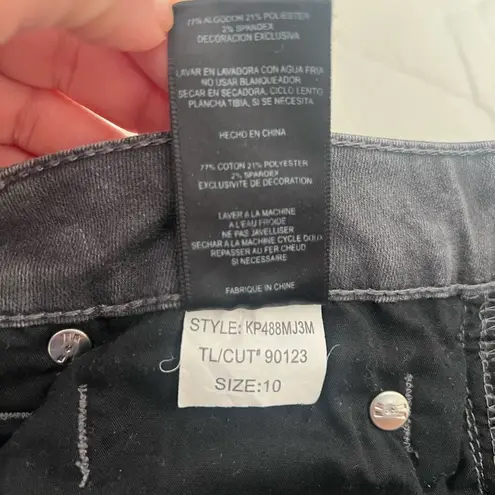 77% ALGODON 21% POLIESTER
2% SPANDEX
DECORACION EXCLUSIVA
LAVAR EN LAVADORA CON AGUA FRIA
NO USAR BLANQUEADOR
SECAR EN SECADORA, CICLO LENTO
PLANCHA TIBIA, SI SE NECESITA
HECHO EN CHINA
77% COTON 21% POLYESTER
2% SPANDEX
EXCLUSIVITE DE DECORATION
LAVER A LA MACHINE
A L'EAU FROIDE
NE PAS JAVELLISER
SECHAR A LA MACHINE CYCLE DOUX
REPASSER AU FER CHEUD
SI NECESSAIRE
FABRIQUE EN CHINE
STYLE: KP488MJ3M
TL/CUT# 90123
SIZE:10